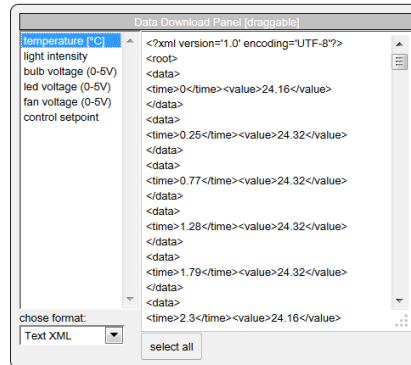 Data Download Panel [draggable]
temperature [ºC]
light intensity
bulb voltage (0-5V)
led voltage (0-5V)
fan voltage (0-5V)
control setpoint
<?xml version='1.0' encoding='UTF-8'?>
<root>
<data>
<time>0</time><value>24.16</value>
</data>
<data>
<time>0.25</time><value>24.32</value>
</data>
<data>
<time>0.77</time><value>24.32</value>
</data>
<data>
<time>1.28</time><value>24.32</value>
</data>
<data>
<time>1.79</time><value>24.32</value>
</data>
<data>
<time>2.3</time><value>24.16</value>
chose format:
Text XML
select all